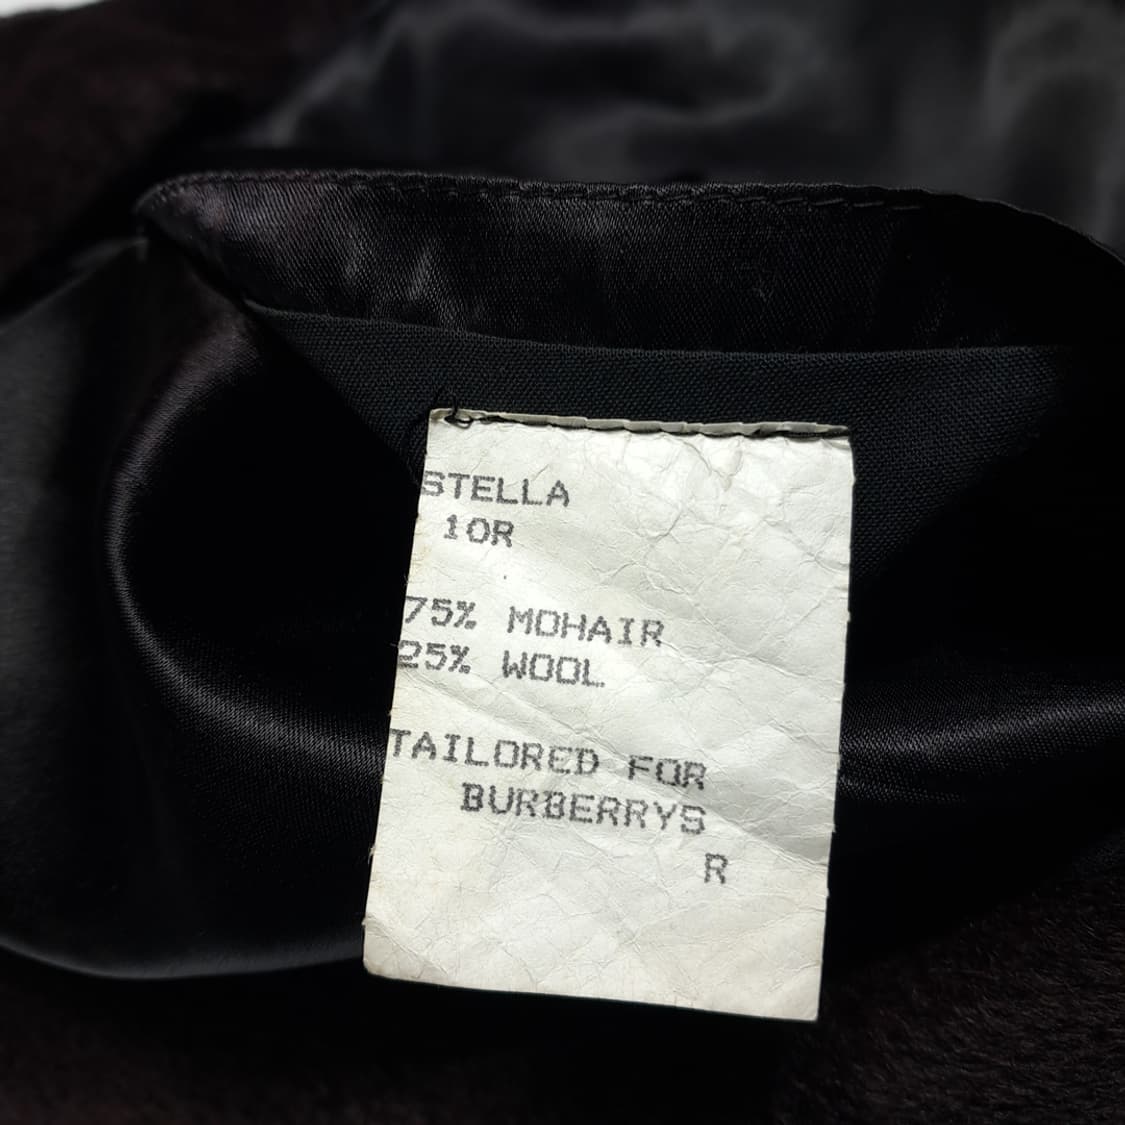 STELLA
10R
75% MOHAIR
25% WOOL
TAILORED FOR
BURBERRYS
R